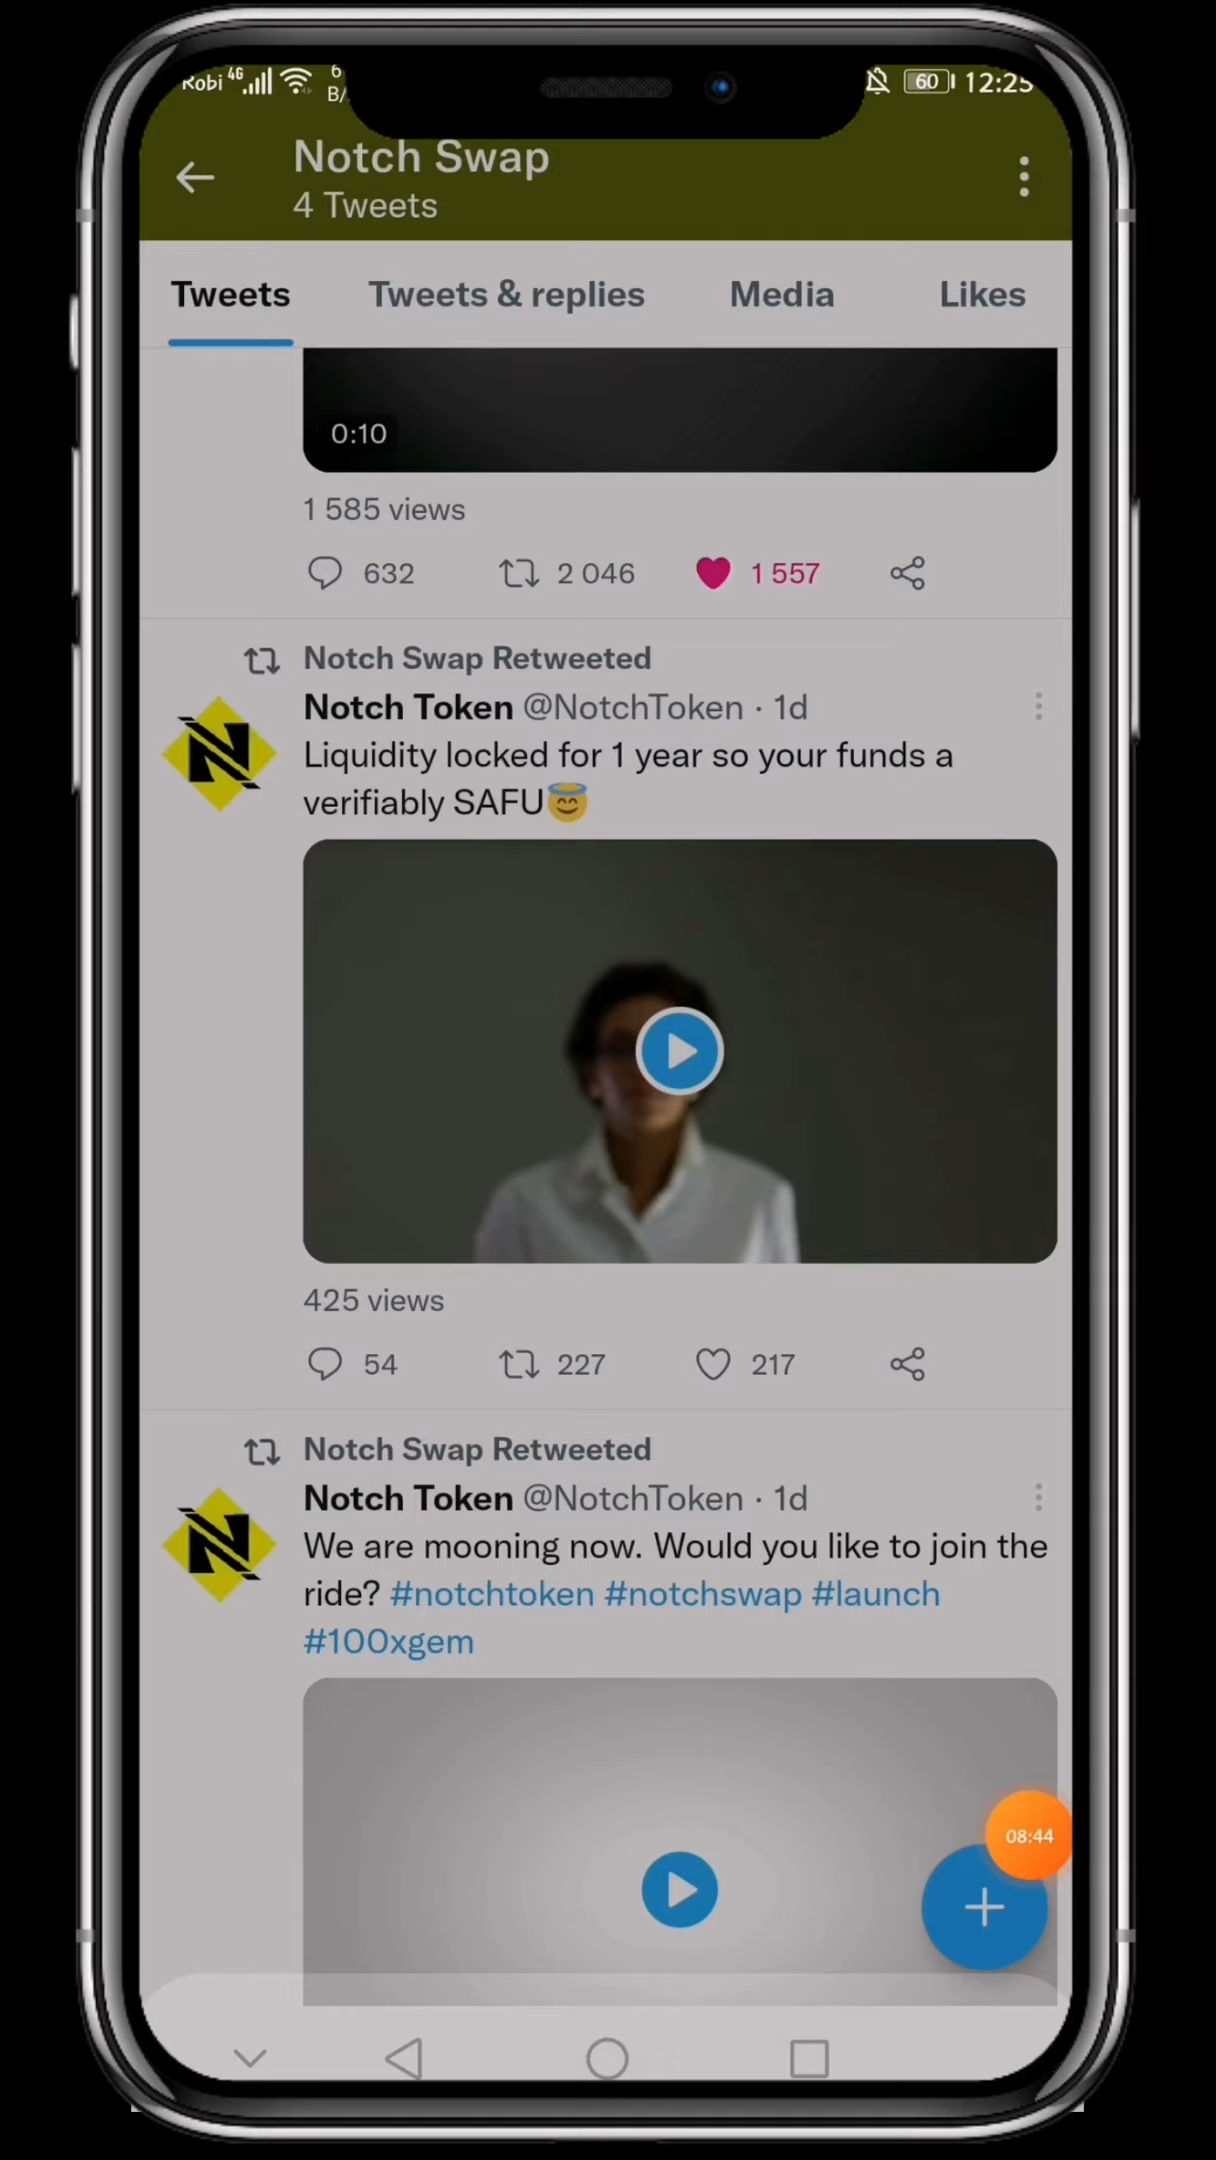 Robi 4G 6 B/ 60 12:25
Notch Swap
4 Tweets
Tweets Tweets & replies Media Likes
0:10
1 585 views
632 2 046 1 557
Notch Swap Retweeted
Notch Token @NotchToken · 1d
Liquidity locked for 1 year so your funds a
verifiably SAFU😇
425 views
54 227 217
Notch Swap Retweeted
Notch Token @NotchToken · 1d
We are mooning now. Would you like to join the
ride? #notchtoken #notchswap #launch
#100xgem
08:44